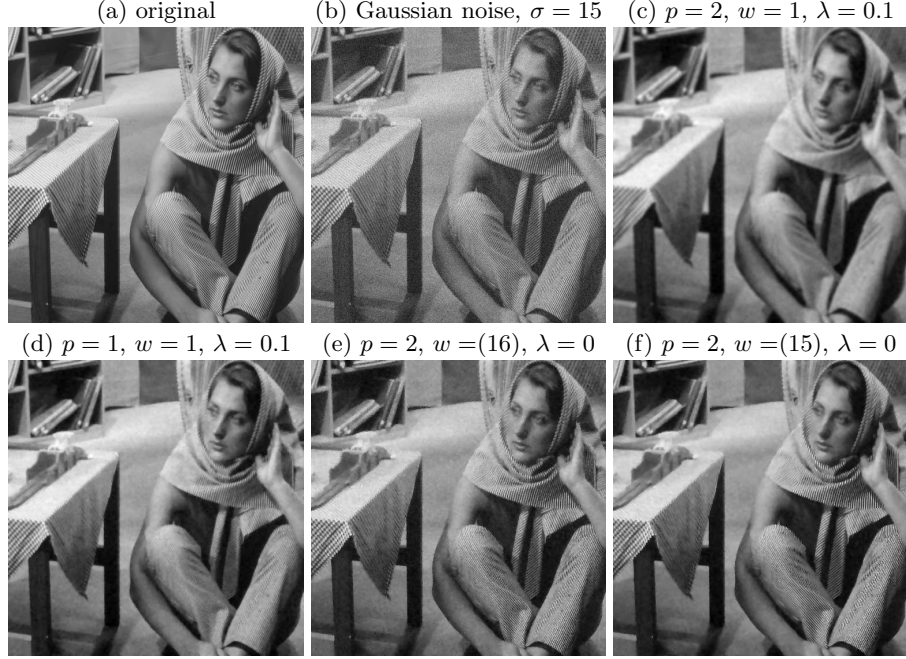 (a) original (b) Gaussian noise, σ = 15 (c) p = 2, w = 1, λ = 0.1
(d) p = 1, w = 1, λ = 0.1 (e) p = 2, w =(16), λ = 0 (f) p = 2, w =(15), λ = 0